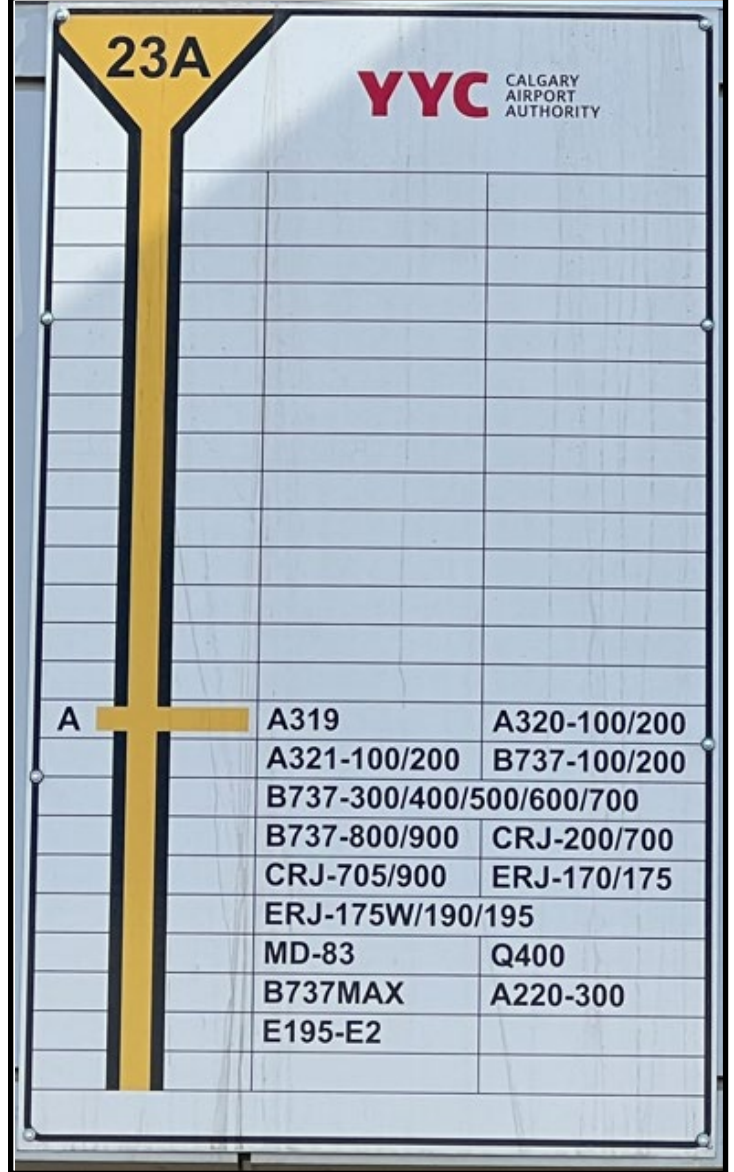 23A
YYC CALGARY
AIRPORT
AUTHORITY
A A319 A320-100/200
A321-100/200 B737-100/200
B737-300/400/500/600/700
B737-800/900 CRJ-200/700
CRJ-705/900 ERJ-170/175
ERJ-175W/190/195
MD-83 Q400
B737MAX A220-300
E195-E2